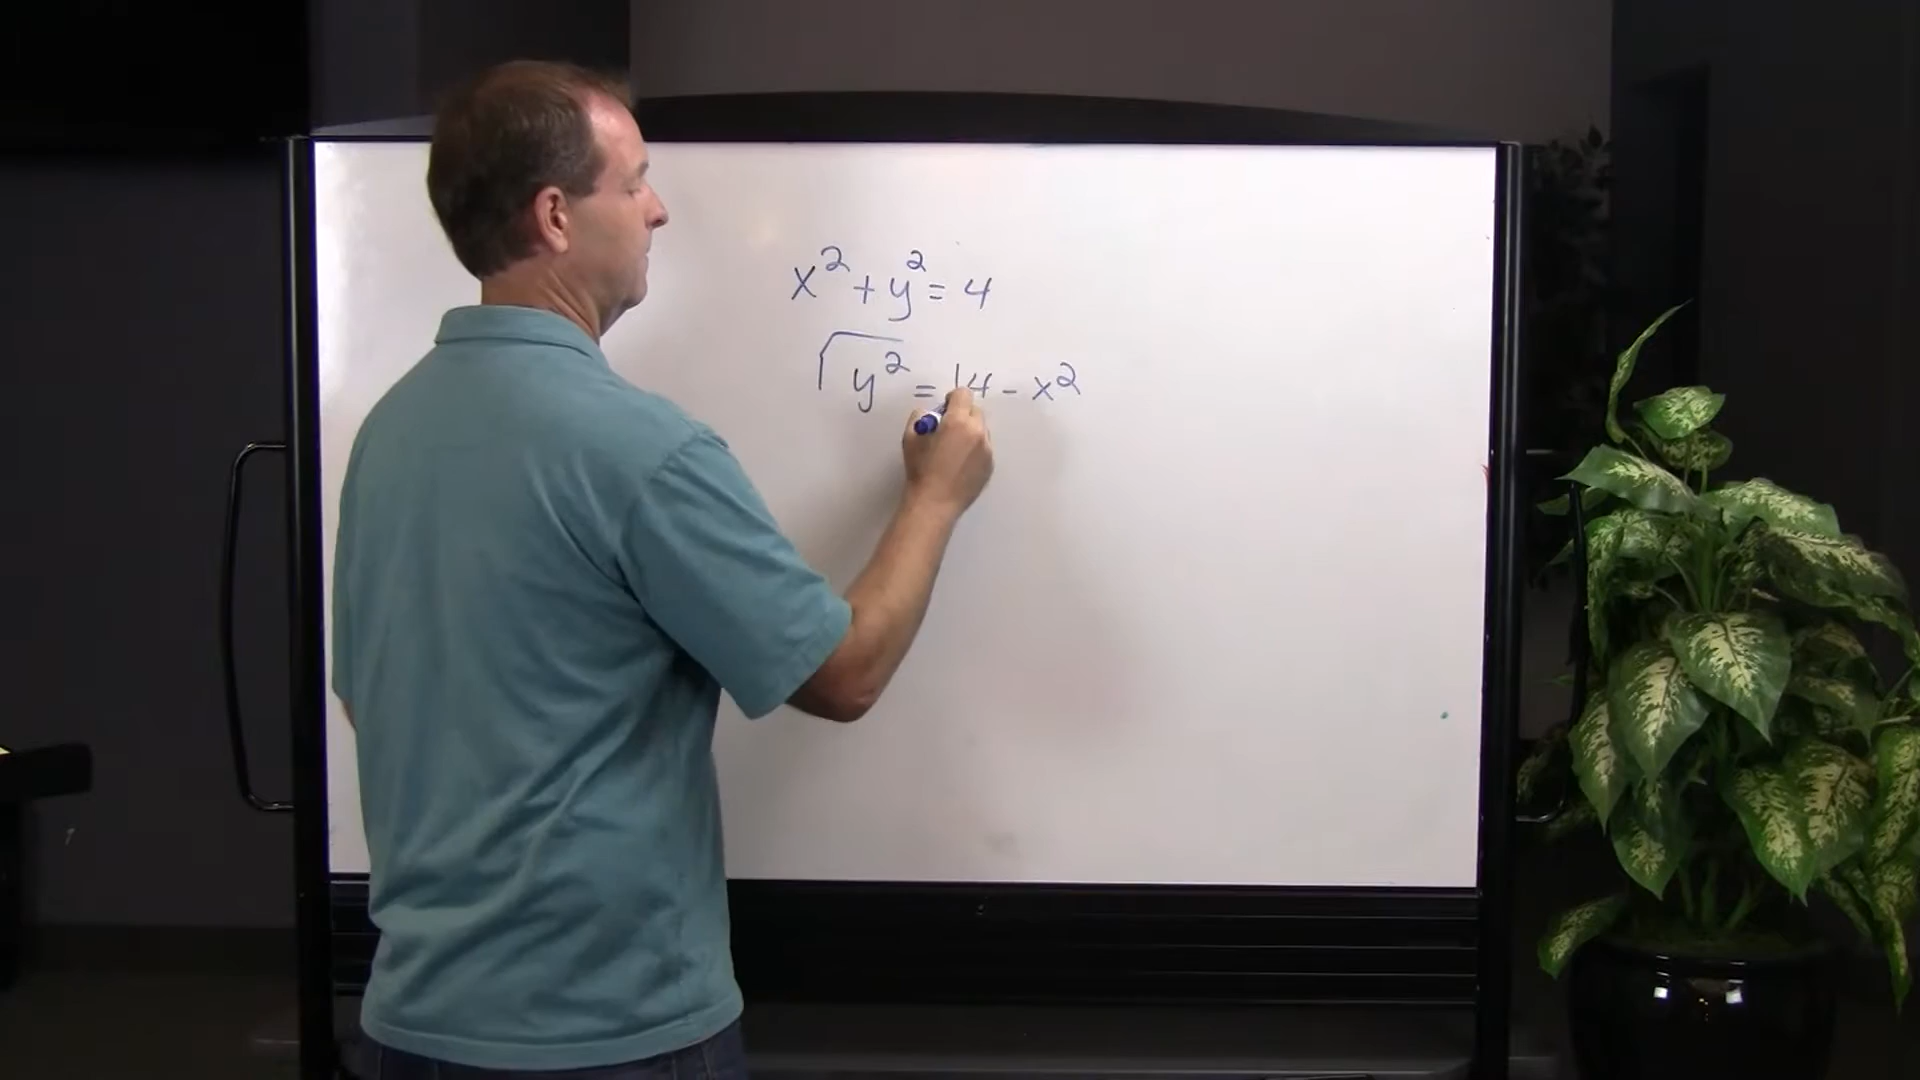 x² + y² = 4
√y² = √4 - x²